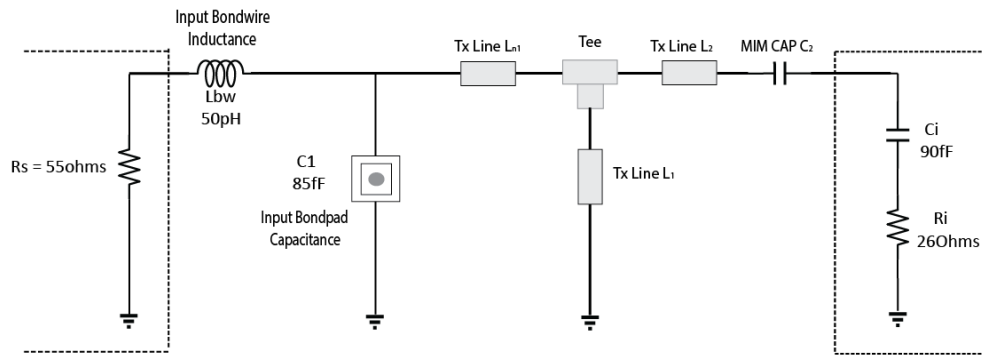 Input Bondwire
Inductance
Lbw
50pH
Rs = 55ohms
C1
85fF
Input Bondpad
Capacitance
Tx Line Ln1
Tee
Tx Line L2
MIM CAP C2
Tx Line L1
Ci
90fF
Ri
26Ohms